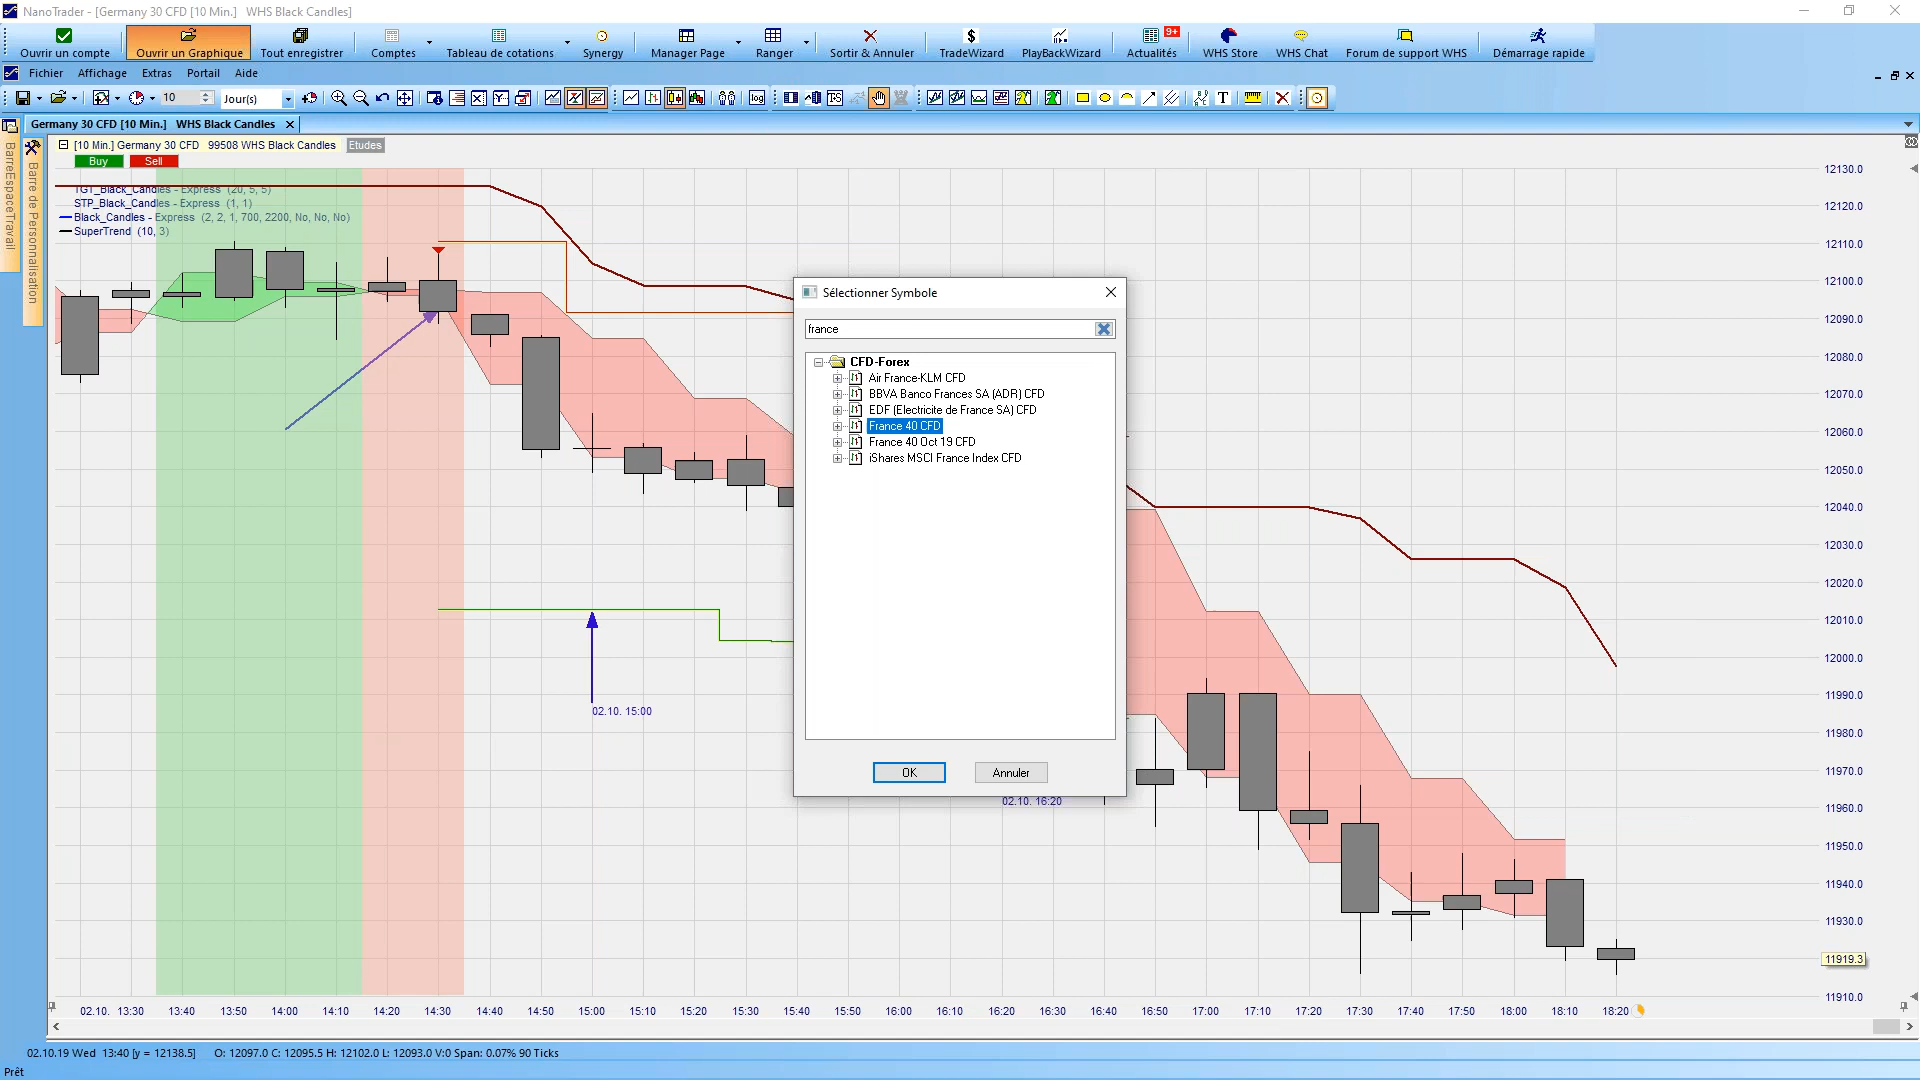 NanoTrader - [Germany 30 CFD [10 Min.]   WHS Black Candles]
Ouvrir un compte
Ouvrir un Graphique
Tout enregistrer
Comptes
Tableau de cotations
Synergy
Manager Page
Ranger
Sortir & Annuler
TradeWizard
PlayBackWizard
Actualités
9+
WHS Store
WHS Chat
Forum de support WHS
Démarrage rapide
Fichier
Affichage
Extras
Portail
Aide
10
Jour(s)
log
T
Germany 30 CFD [10 Min.]   WHS Black Candles
BarreEspaceTravail
Barre de Personnalisation
[10 Min.] Germany 30 CFD   99508 WHS Black Candles
Etudes
Buy
Sell
TGT_Black_Candles - Express (20, 5, 5)
STP_Black_Candles - Express (1, 1)
Black_Candles - Express (2, 2, 1, 700, 2200, No, No, No)
SuperTrend (10, 3)
Sélectionner Symbole
france
CFD-Forex
Air France-KLM CFD
BBVA Banco Frances SA (ADR) CFD
EDF (Electricite de France SA) CFD
France 40 CFD
France 40 Oct 19 CFD
iShares MSCI France Index CFD
OK
Annuler
02.10. 15:00
02.10. 16:20
12130.0
12120.0
12110.0
12100.0
12090.0
12080.0
12070.0
12060.0
12050.0
12040.0
12030.0
12020.0
12010.0
12000.0
11990.0
11980.0
11970.0
11960.0
11950.0
11940.0
11930.0
11919.3
11910.0
02.10. 13:30 13:40 13:50 14:00 14:10 14:20 14:30 14:40 14:50 15:00 15:10 15:20 15:30 15:40 15:50 16:00 16:10 16:20 16:30 16:40 16:50 17:00 17:10 17:20 17:30 17:40 17:50 18:00 18:10 18:20
02.10.19 Wed  13:40 [y = 12138.5]   O: 12097.0 C: 12095.5 H: 12102.0 L: 12093.0 V:0 Span: 0.07% 90 Ticks
Prêt